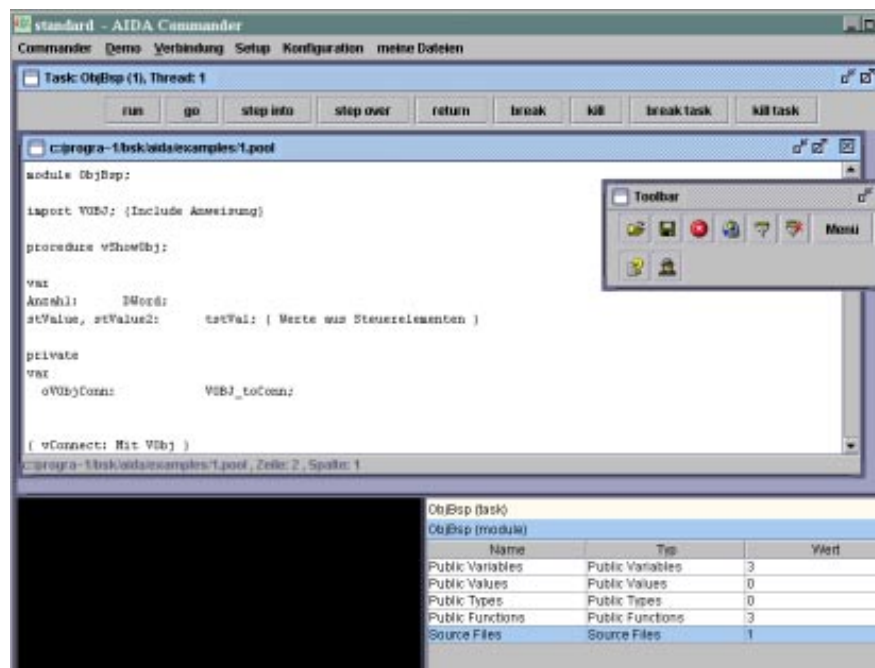 standard - AIDA Commander
Commander Demo Verbindung Setup Konfiguration meine Dateien
Task: ObjBsp (1), Thread: 1
run go step into step over return break kill break task kill task
c:\progra~1\bsk\aida\examples\1.pool
module ObjBsp;
import VOBJ; {Include Anweisung}
procedure vShowObj;
var
Anzahl: DWord;
stValue, stValue2: tstVal; { Werte aus Steuerelementen }
private
var
oVObjConn: VOBJ_toConn;
{ vConnect: Mit VObj }
c:\progra~1\bsk\aida\examples\1.pool, Zeile: 2, Spalte: 1
Toolbar
Menü
ObjBsp (task)
ObjBsp (module)
Name Typ Wert
Public Variables Public Variables 3
Public Values Public Values 0
Public Types Public Types 0
Public Functions Public Functions 3
Source Files Source Files 1